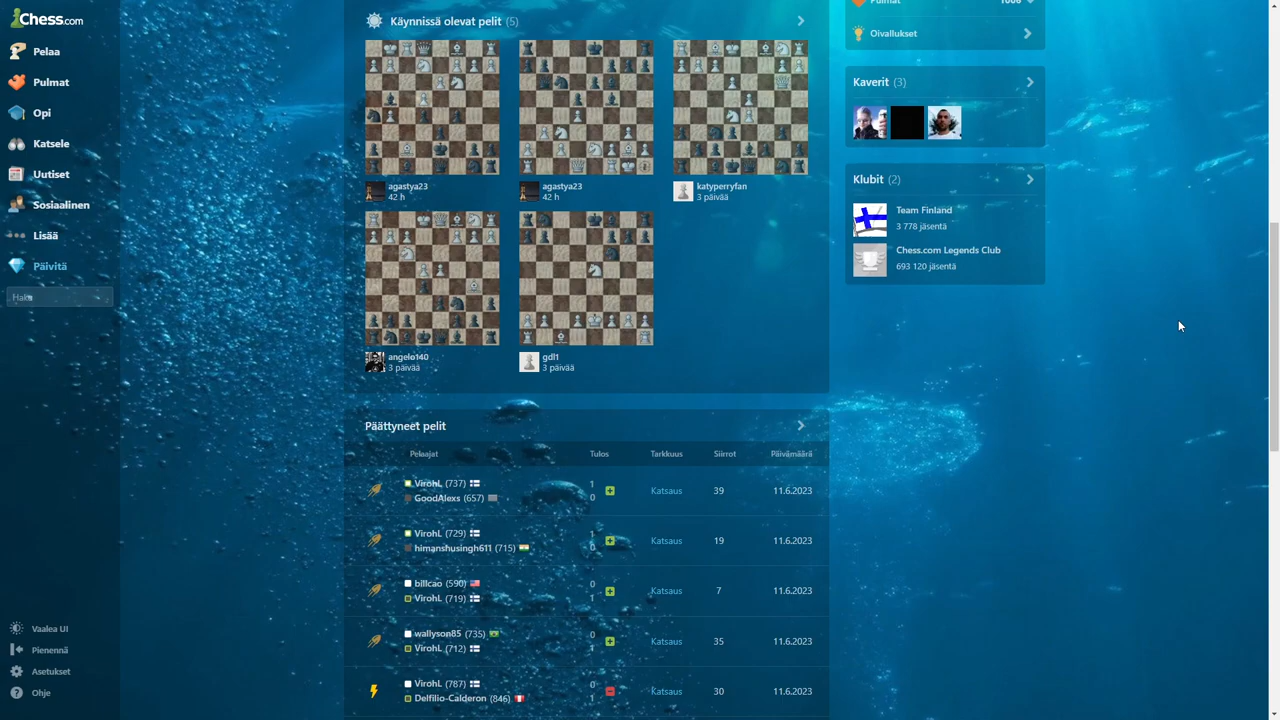 Chess.com
Pelaa
Pulmat
Opi
Katsele
Uutiset
Sosiaalinen
Lisää
Päivitä
Haku
Vaalea UI
Pienennä
Asetukset
Ohje
Käynnissä olevat pelit (5)
agastya23
42 h
agastya23
42 h
katyperryfan
3 päivää
angelo140
3 päivää
gdl1
3 päivää
Päättyneet pelit
Pelaajat Tulos Tarkkuus Siirrot Päivämäärä
VirohL (737) 1
GoodAlexs (657) 0
Katsaus 39 11.6.2023
VirohL (729) 1
himanshusingh611 (715) 0
Katsaus 19 11.6.2023
billcao (590) 0
VirohL (719) 1
Katsaus 7 11.6.2023
wallyson85 (735) 0
VirohL (712) 1
Katsaus 35 11.6.2023
VirohL (787) 0
Delfilio-Calderon (846) 1
Katsaus 30 11.6.2023
Pulmat
Oivallukset
Kaverit (3)
Klubit (2)
Team Finland
3 778 jäsentä
Chess.com Legends Club
693 120 jäsentä